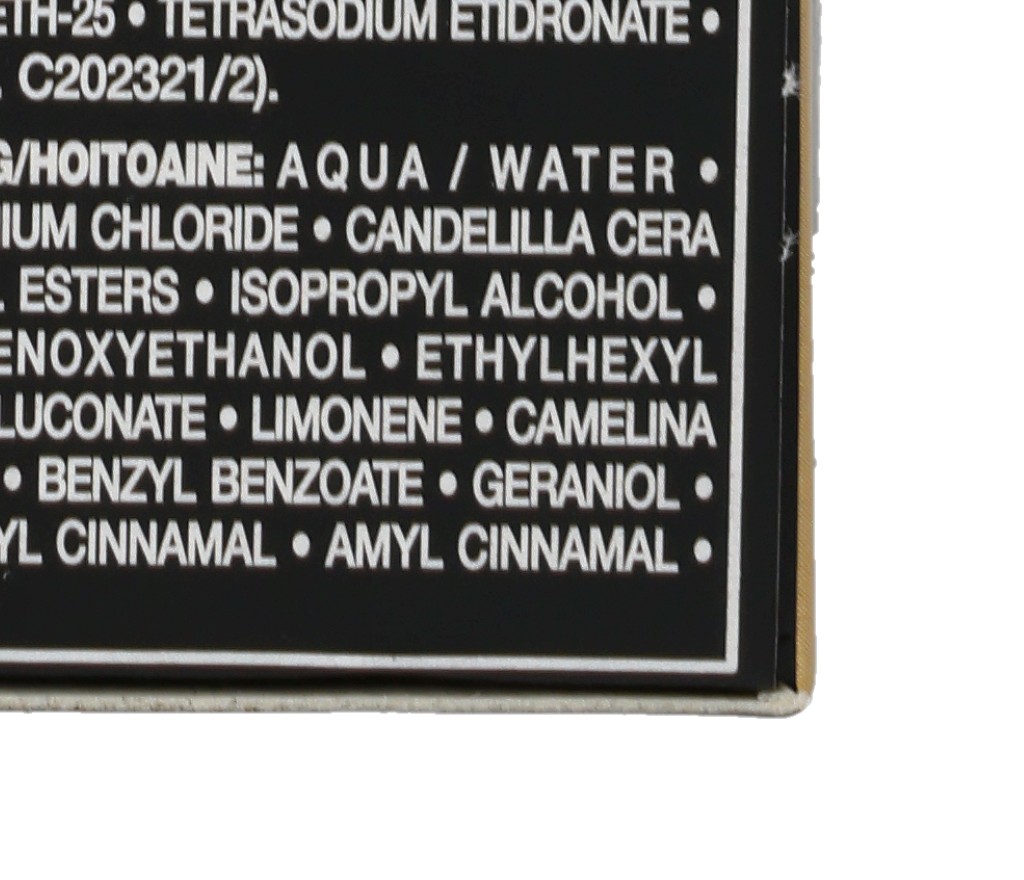 ETH-25 • TETRASODIUM ETIDRONATE •
C202321/2).
G/HOITOAINE: AQUA / WATER •
IUM CHLORIDE • CANDELILLA CERA
L ESTERS • ISOPROPYL ALCOHOL •
ENOXYETHANOL • ETHYLHEXYL
LUCONATE • LIMONENE • CAMELINA
• BENZYL BENZOATE • GERANIOL •
YL CINNAMAL • AMYL CINNAMAL •